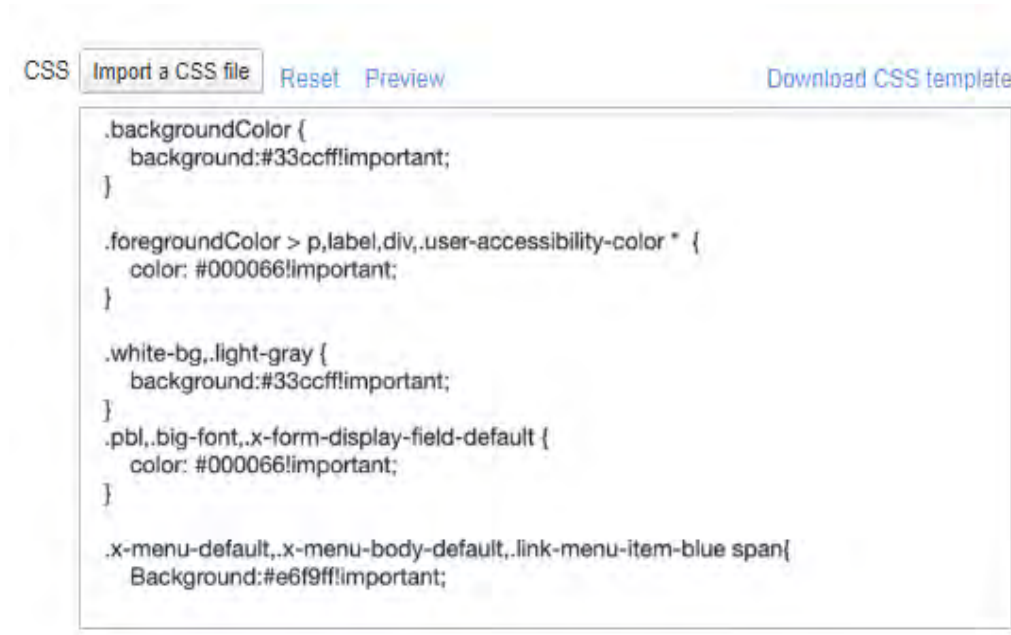 CSS Import a CSS file Reset Preview Download CSS template
.backgroundColor {
background:#33ccff!important;
}
.foregroundColor > p,label,div,.user-accessibility-color * {
color: #000066!important;
}
.white-bg,.light-gray {
background:#33ccff!important;
}
.pbl,.big-font,.x-form-display-field-default {
color: #000066!important;
}
.x-menu-default,.x-menu-body-default,.link-menu-item-blue span{
Background:#e6f9ff!important;